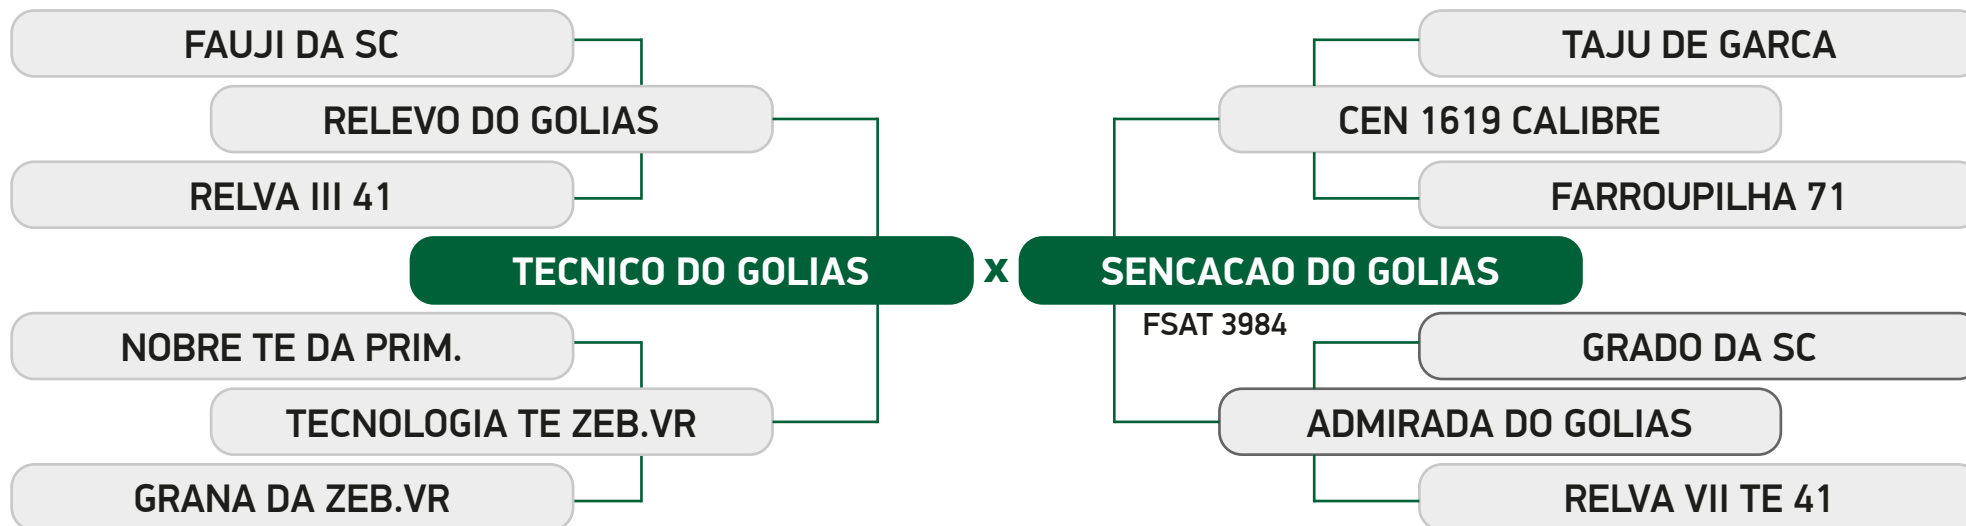 FAUJI DA SC
TAJU DE GARCA
RELEVO DO GOLIAS
CEN 1619 CALIBRE
RELVA III 41
FARROUPILHA 71
TECNICO DO GOLIAS x SENCACAO DO GOLIAS
FSAT 3984
NOBRE TE DA PRIM.
GRADO DA SC
TECNOLOGIA TE ZEB.VR
ADMIRADA DO GOLIAS
GRANA DA ZEB.VR
RELVA VII TE 41